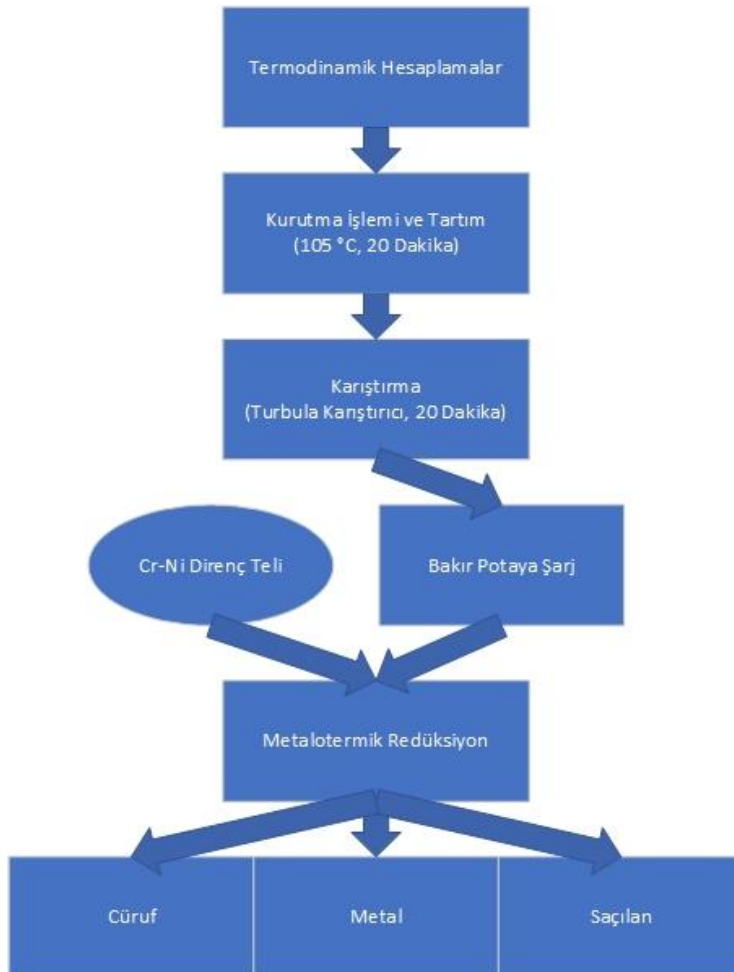 Termodinamik Hesaplamalar
Kurutma İşlemi ve Tartım
(105 °C, 20 Dakika)
Karıştırma
(Turbula Karıştırıcı, 20 Dakika)
Cr-Ni Direnç Teli
Bakır Potaya Şarj
Metalotermik Redüksiyon
Cüruf
Metal
Saçılan